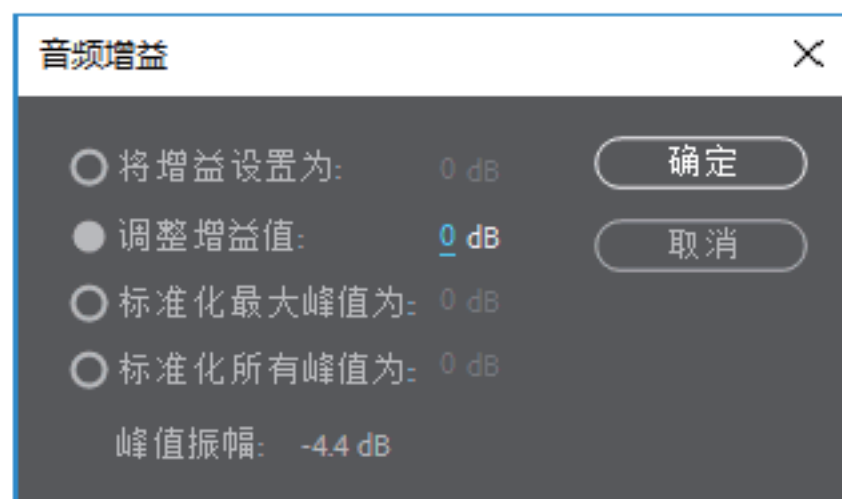 音频增益
将增益设置为: 0 dB 确定
调整增益值: 0 dB 取消
标准化最大峰值为: 0 dB
标准化所有峰值为: 0 dB
峰值振幅: -4.4 dB